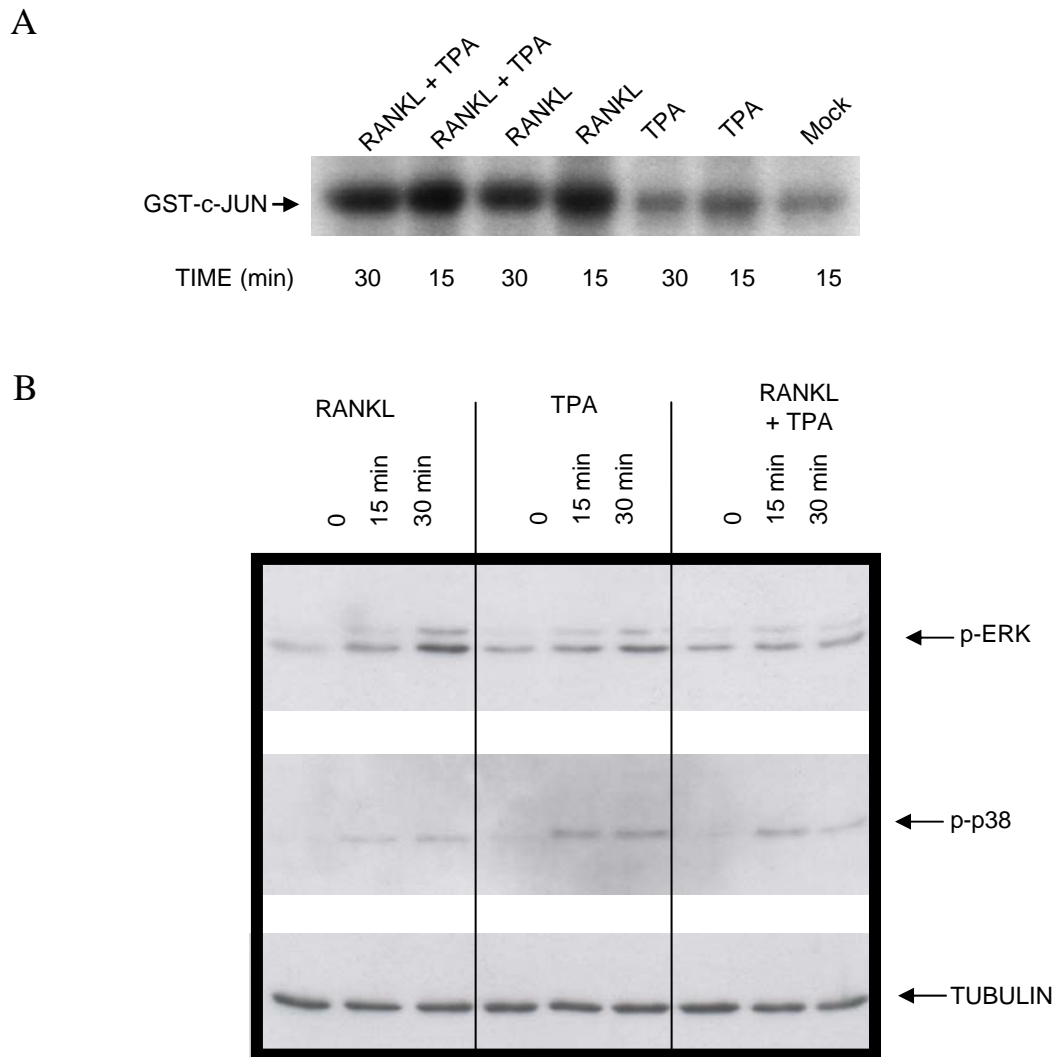 A
RANKL + TPA
RANKL + TPA
RANKL
RANKL
TPA
TPA
Mock
GST-c-JUN
TIME (min) 30 15 30 15 30 15 15
B
RANKL TPA RANKL
+ TPA
0 15 min 30 min 0 15 min 30 min 0 15 min 30 min
p-ERK
p-p38
TUBULIN